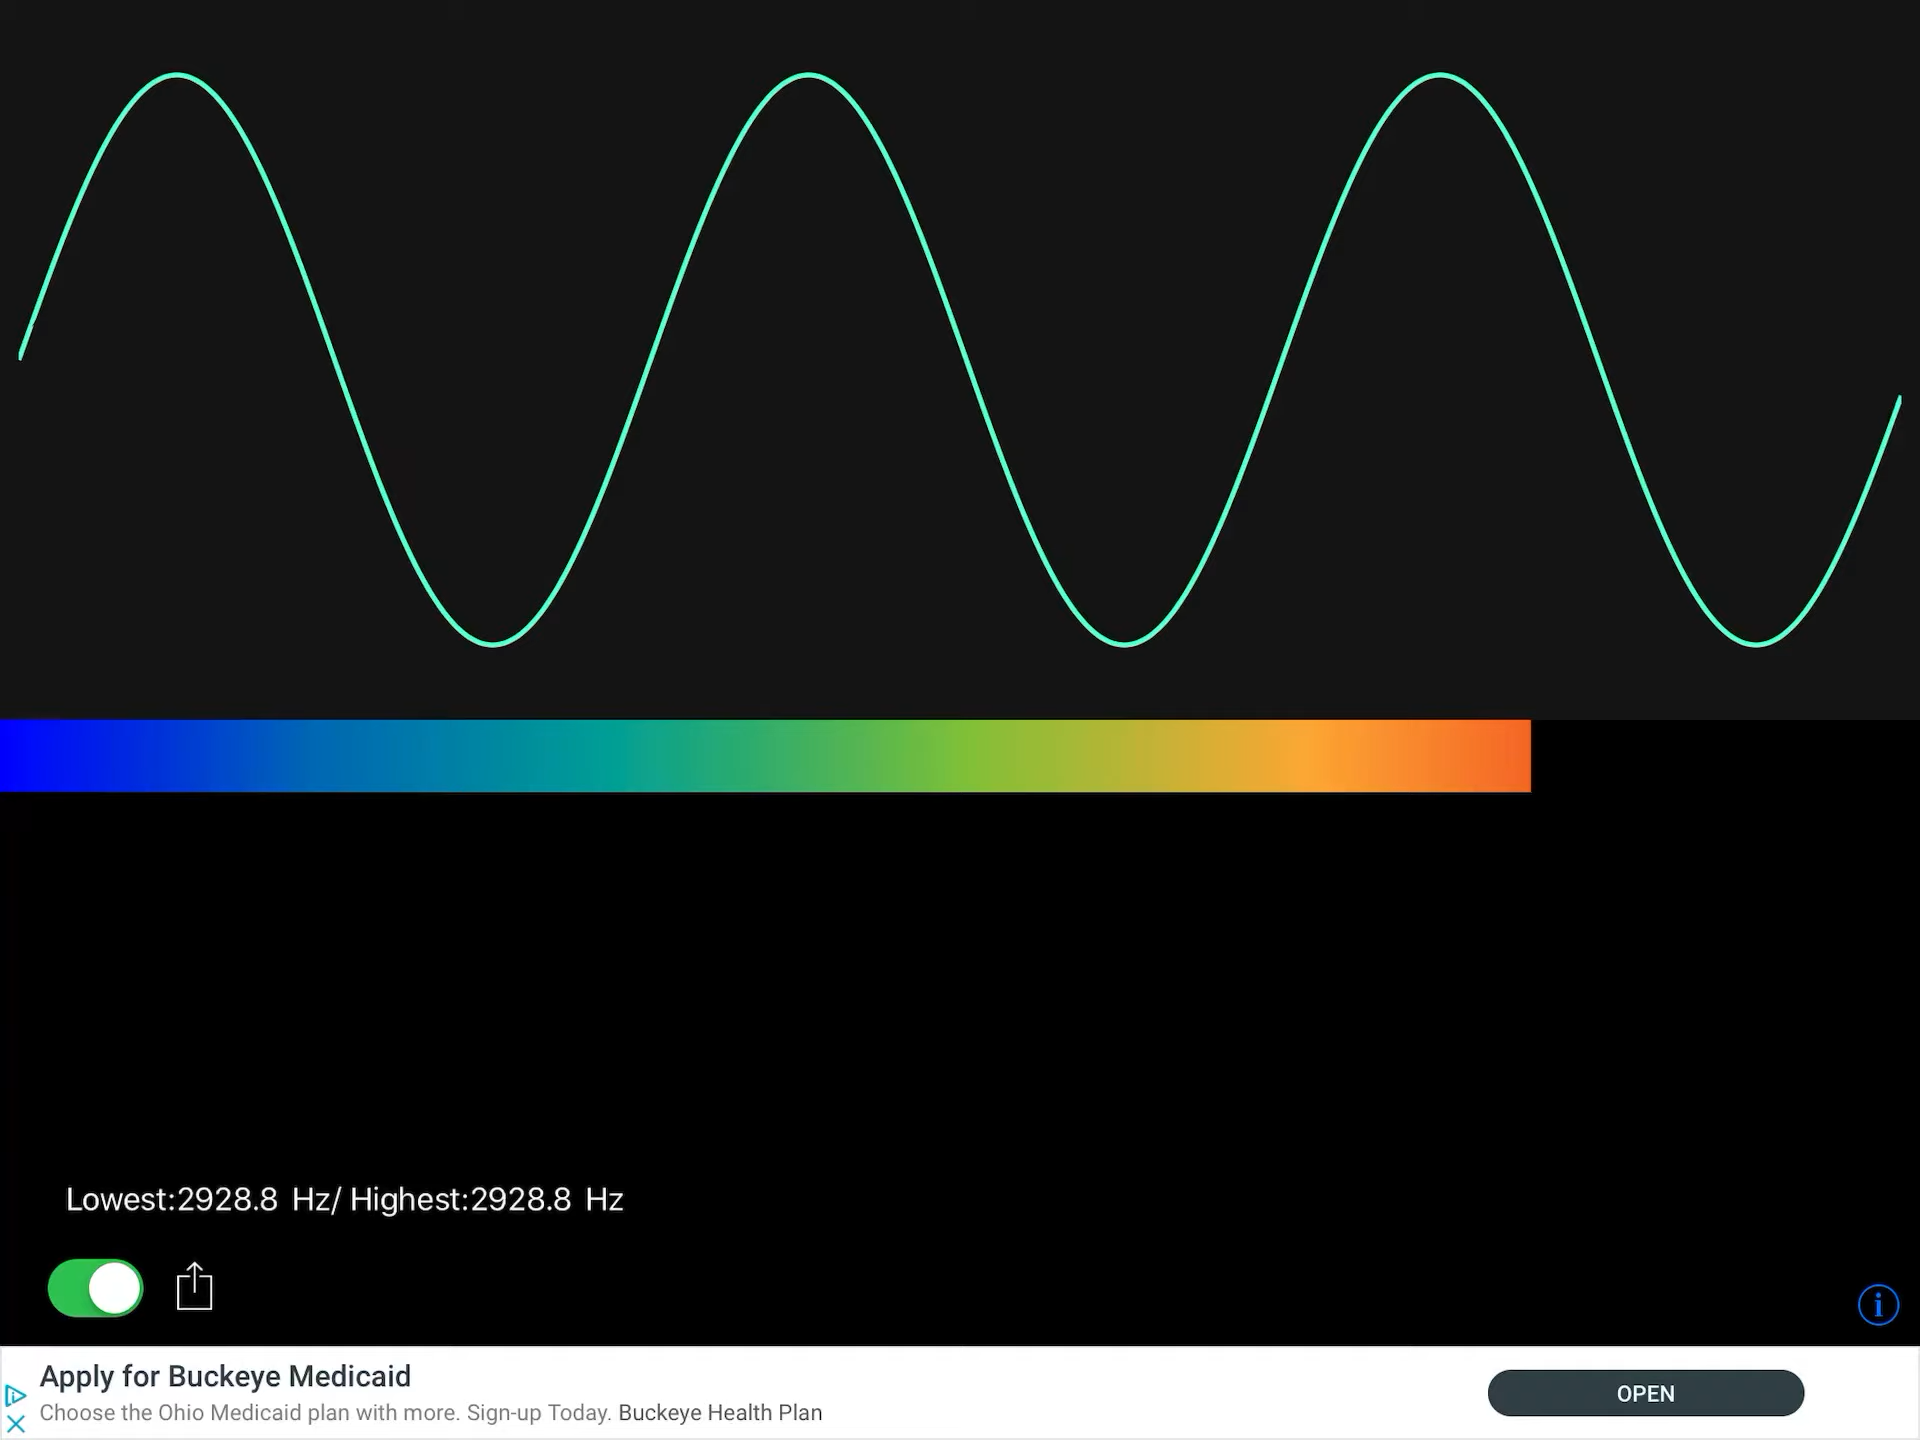 Lowest:2928.8 Hz/ Highest:2928.8 Hz
Apply for Buckeye Medicaid
Choose the Ohio Medicaid plan with more. Sign-up Today. Buckeye Health Plan
OPEN